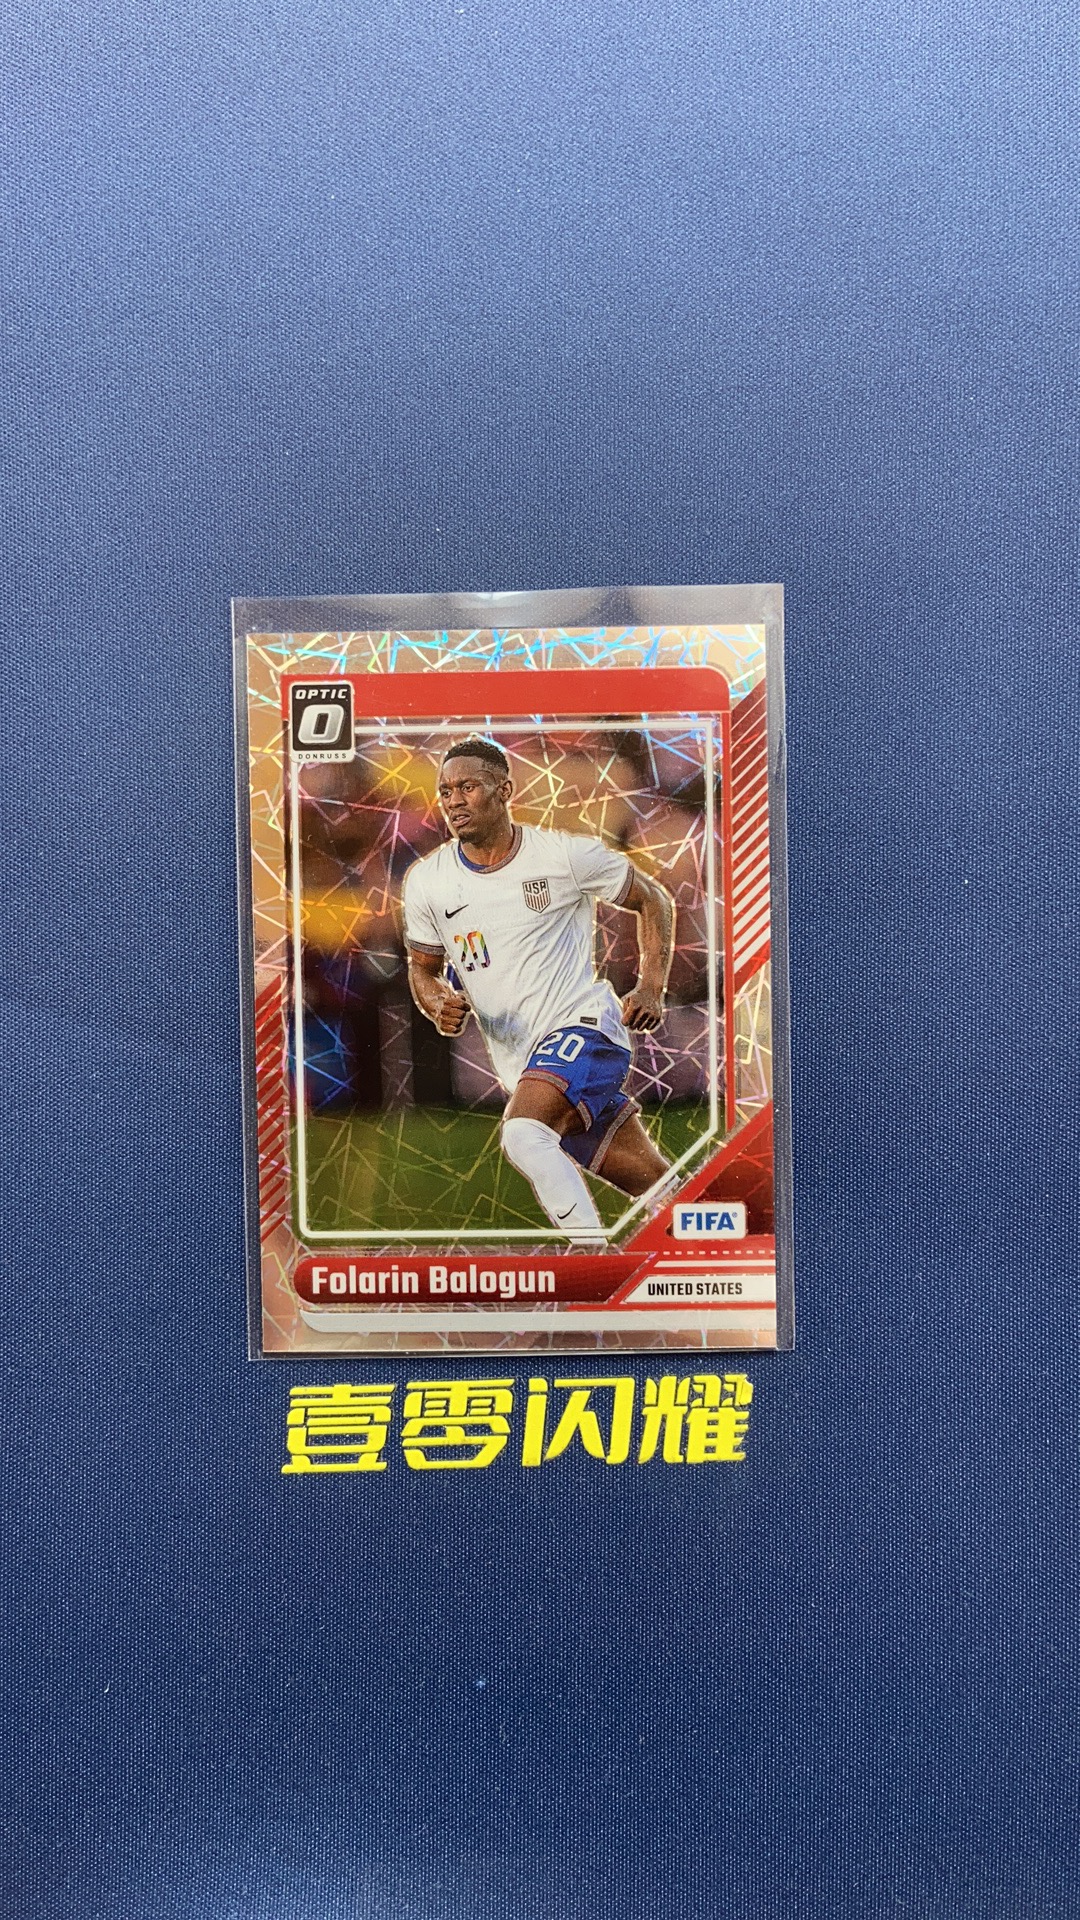 OPTIC
O
DONRUSS
USA
20
20
FIFA
Folarin Balogun
UNITED STATES
壹零闪耀